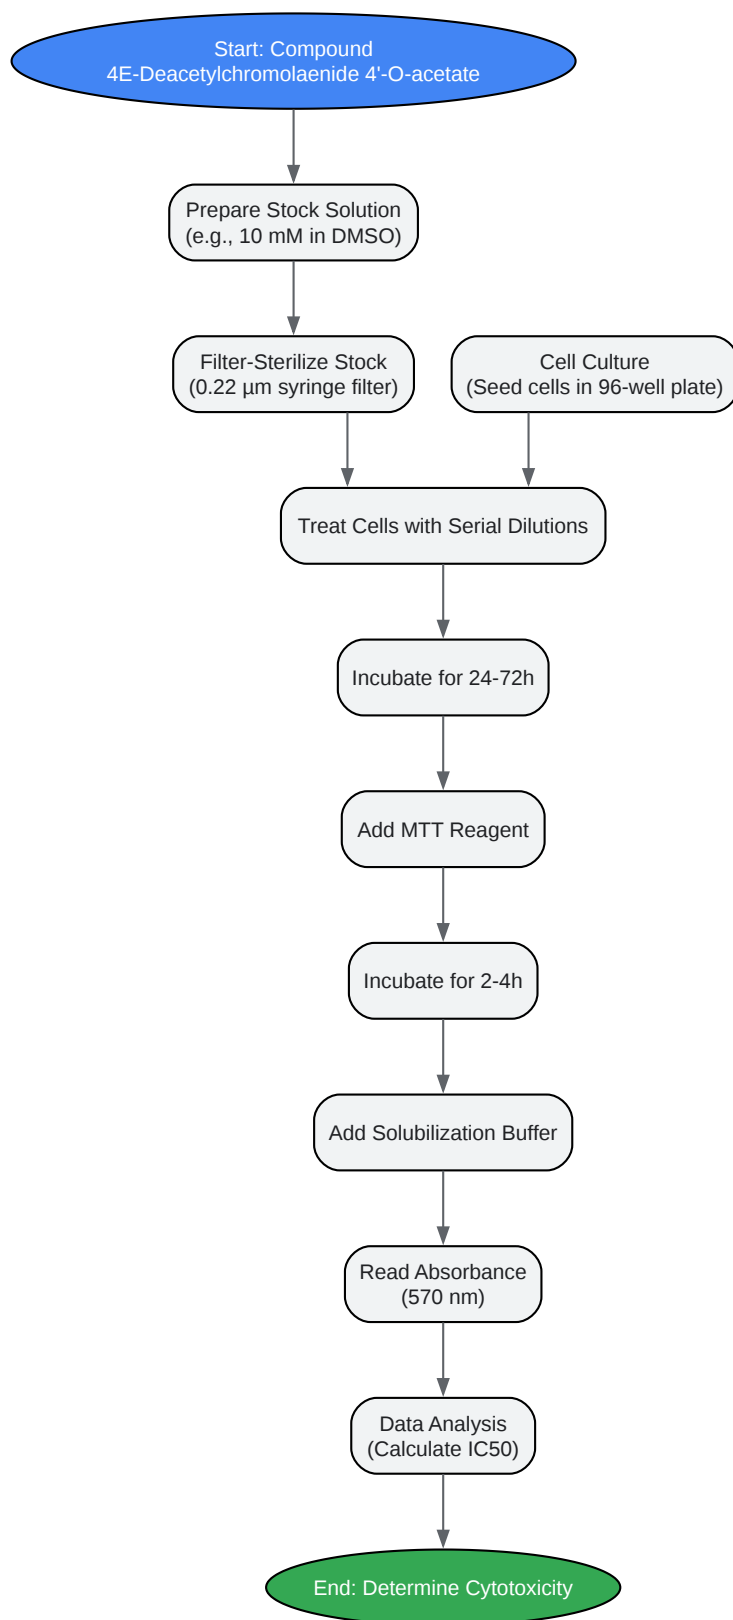 Start: Compound
4E-Deacetylchromolaenide 4'-O-acetate
Prepare Stock Solution
(e.g., 10 mM in DMSO)
Filter-Sterilize Stock
(0.22 µm syringe filter)
Cell Culture
(Seed cells in 96-well plate)
Treat Cells with Serial Dilutions
Incubate for 24-72h
Add MTT Reagent
Incubate for 2-4h
Add Solubilization Buffer
Read Absorbance
(570 nm)
Data Analysis
(Calculate IC50)
End: Determine Cytotoxicity